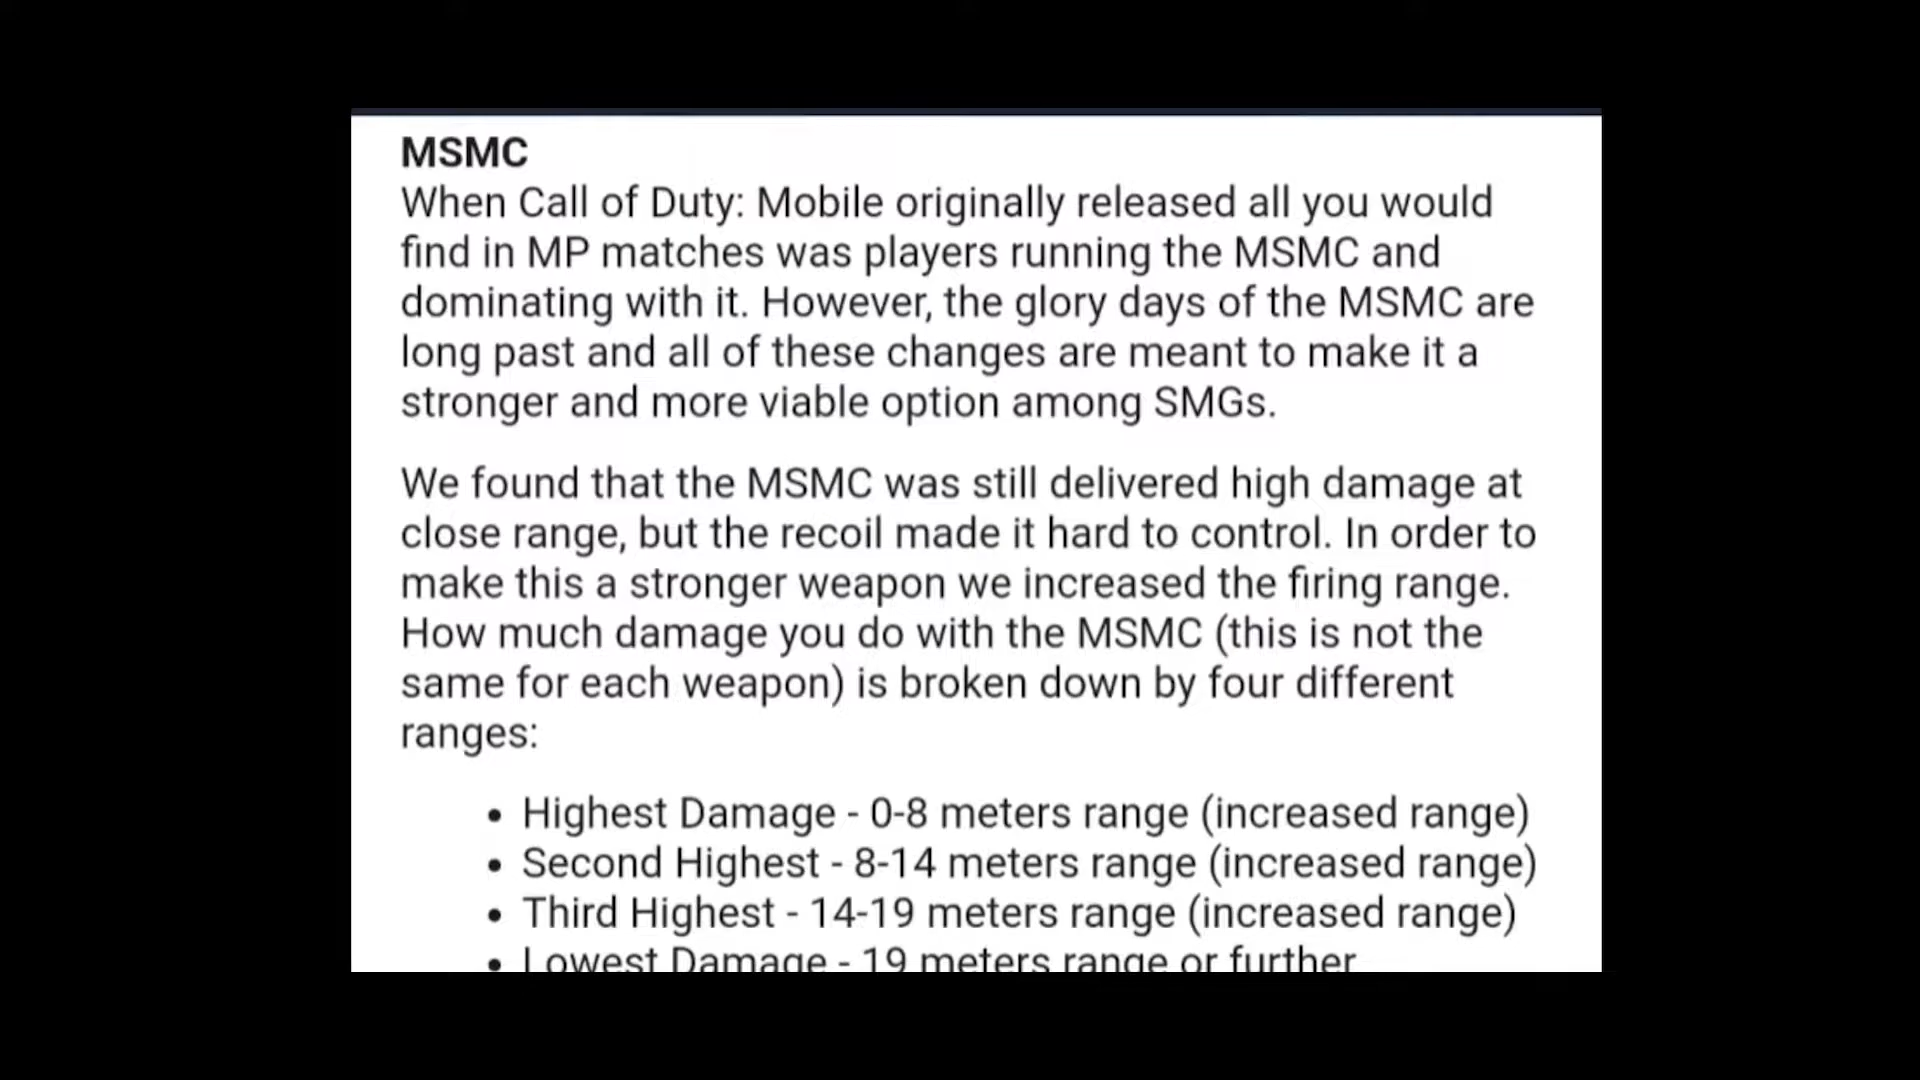 MSMC
When Call of Duty: Mobile originally released all you would
find in MP matches was players running the MSMC and
dominating with it. However, the glory days of the MSMC are
long past and all of these changes are meant to make it a
stronger and more viable option among SMGs.
We found that the MSMC was still delivered high damage at
close range, but the recoil made it hard to control. In order to
make this a stronger weapon we increased the firing range.
How much damage you do with the MSMC (this is not the
same for each weapon) is broken down by four different
ranges:
• Highest Damage - 0-8 meters range (increased range)
• Second Highest - 8-14 meters range (increased range)
• Third Highest - 14-19 meters range (increased range)
• Lowest Damage - 19 meters range or further